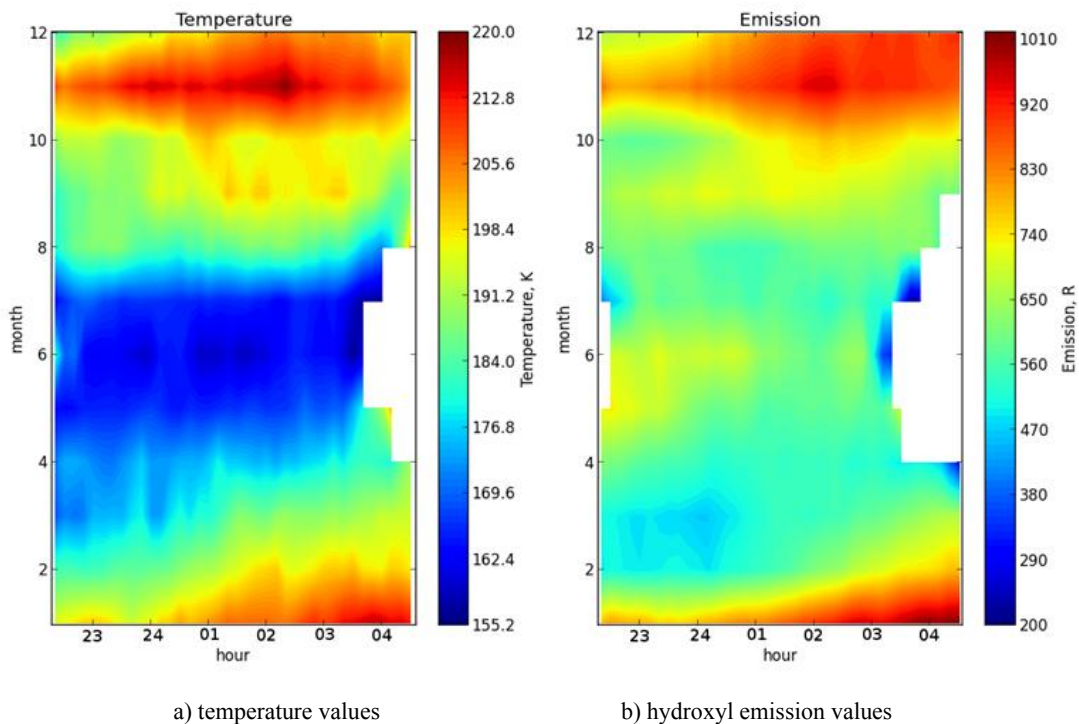 Temperature
12
10
8
6
4
2
month
23 24 01 02 03 04
hour
220.0
212.8
205.6
198.4
191.2
184.0
176.8
169.6
162.4
155.2
Temperature, K
Emission
12
10
8
6
4
2
month
23 24 01 02 03 04
hour
1010
920
830
740
650
560
470
380
290
200
Emission, R
a) temperature values
b) hydroxyl emission values